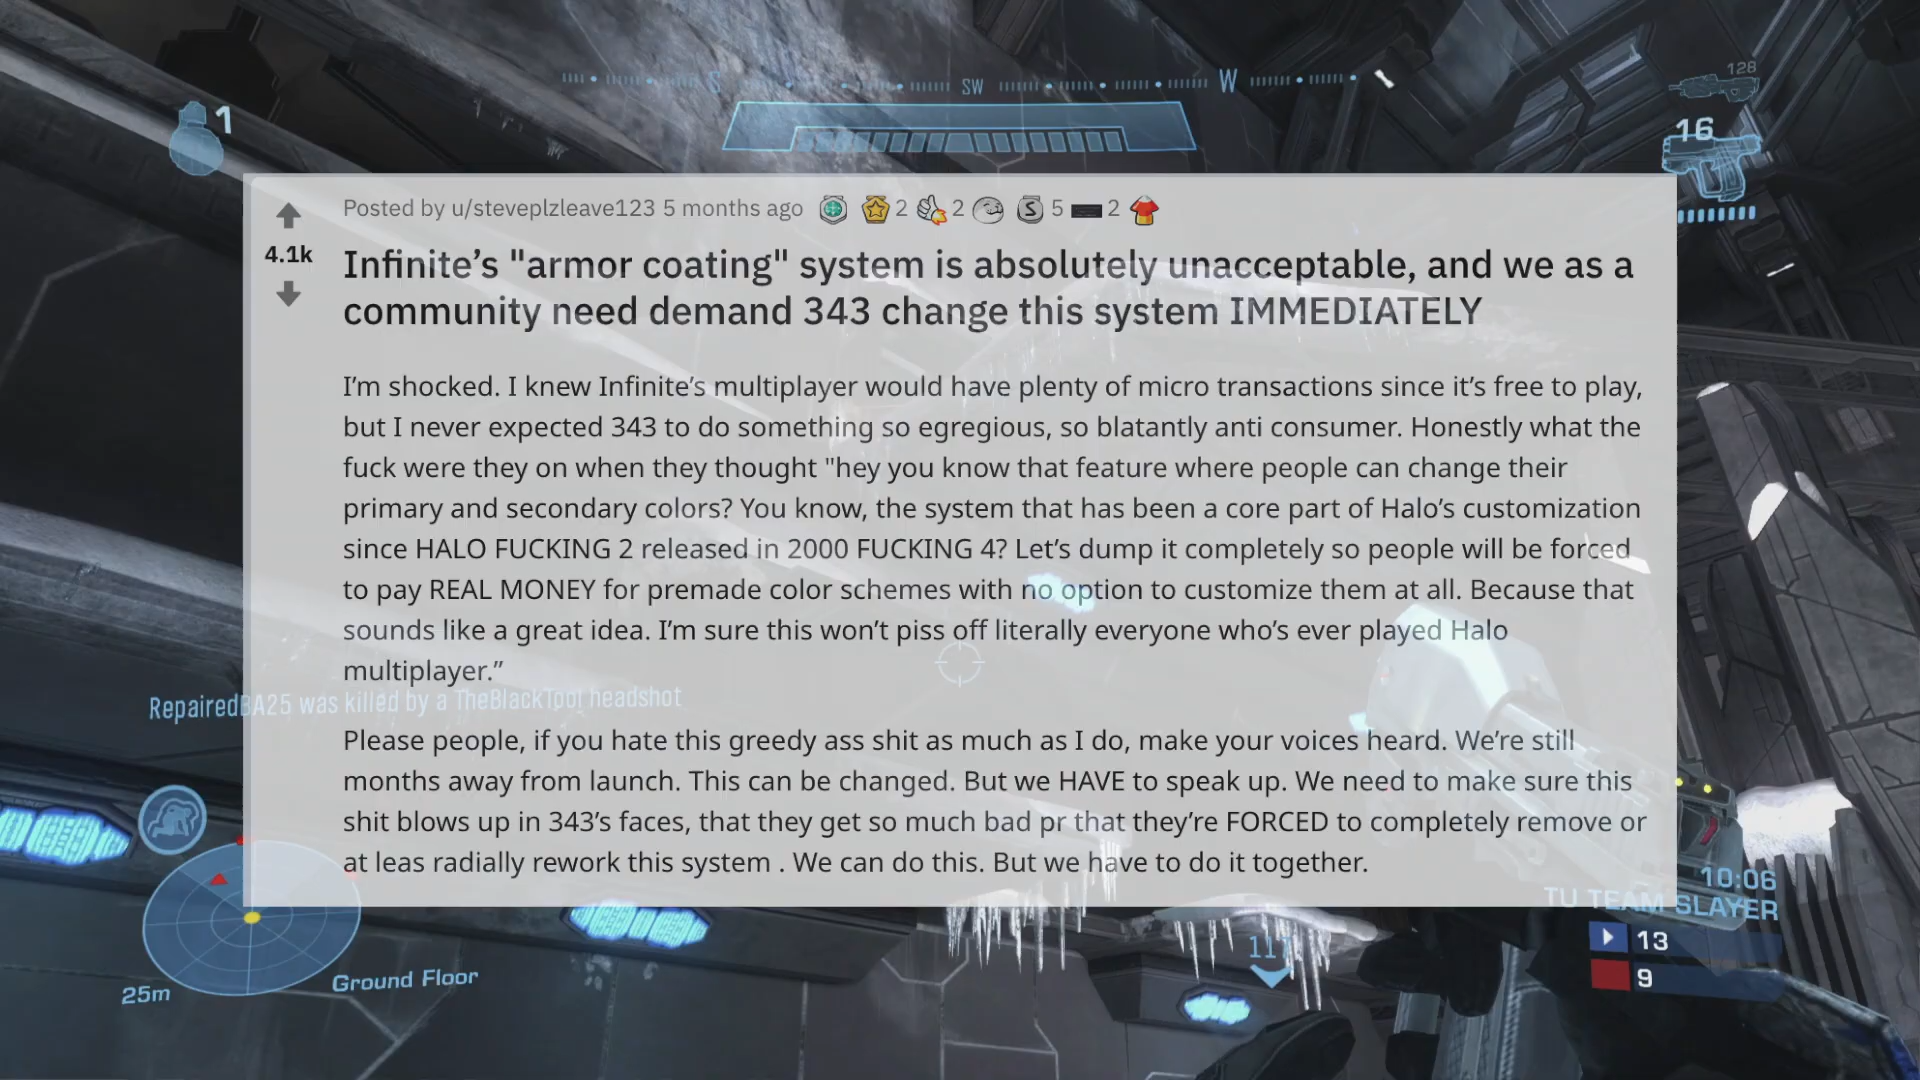 S SW W
128
1
16
Posted by u/steveplzleave123 5 months ago 2 2 S 5 2
4.1k
Infinite’s "armor coating" system is absolutely unacceptable, and we as a
community need demand 343 change this system IMMEDIATELY
I’m shocked. I knew Infinite’s multiplayer would have plenty of micro transactions since it’s free to play,
but I never expected 343 to do something so egregious, so blatantly anti consumer. Honestly what the
fuck were they on when they thought "hey you know that feature where people can change their
primary and secondary colors? You know, the system that has been a core part of Halo’s customization
since HALO FUCKING 2 released in 2000 FUCKING 4? Let’s dump it completely so people will be forced
to pay REAL MONEY for premade color schemes with no option to customize them at all. Because that
sounds like a great idea. I’m sure this won’t piss off literally everyone who’s ever played Halo
multiplayer.”
RepairedBA25 was killed by a TheBlackTool headshot
Please people, if you hate this greedy ass shit as much as I do, make your voices heard. We’re still
months away from launch. This can be changed. But we HAVE to speak up. We need to make sure this
shit blows up in 343’s faces, that they get so much bad pr that they’re FORCED to completely remove or
at leas radially rework this system . We can do this. But we have to do it together.
10:06
TU TEAM SLAYER
13
9
117
Ground Floor
25m